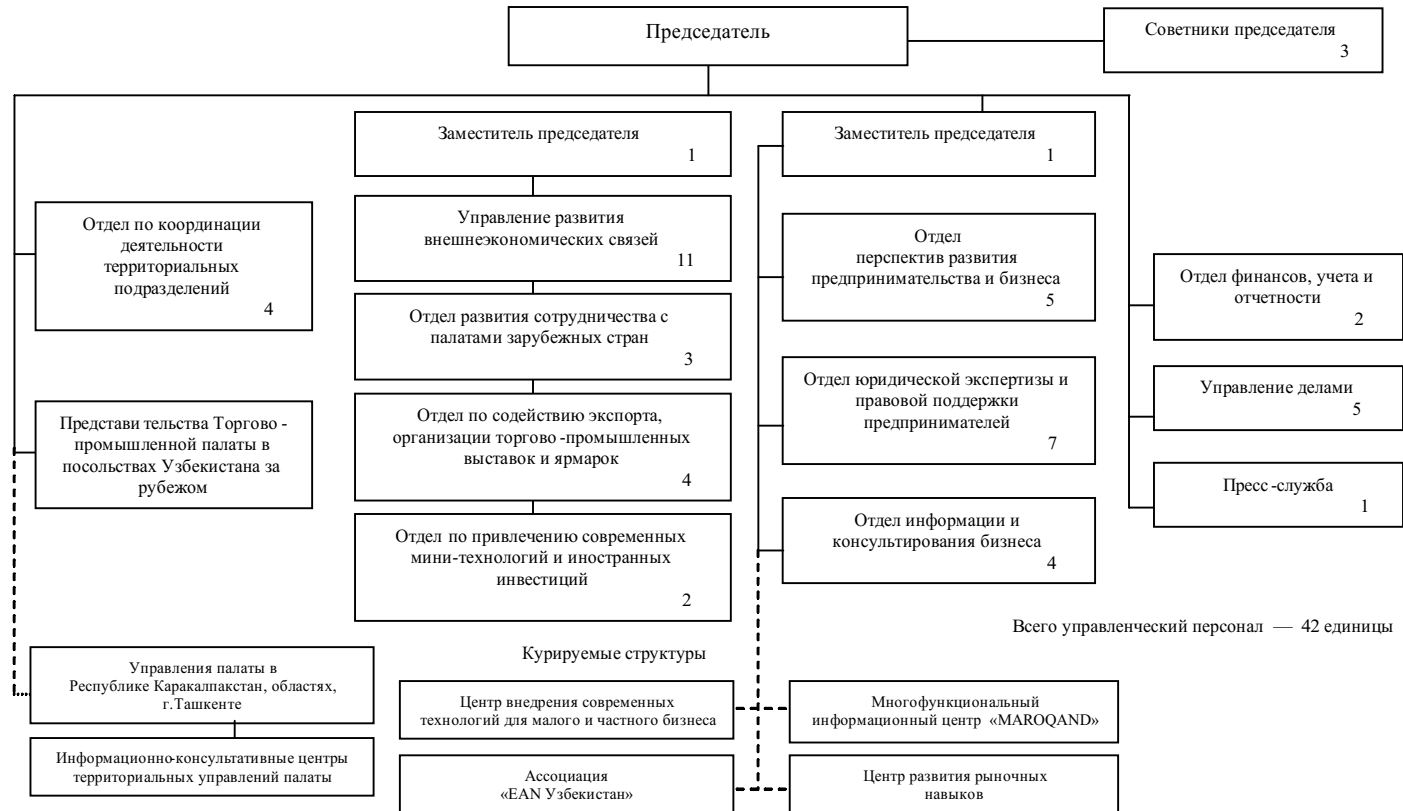 Председатель
Советники председателя
3
Заместитель председателя
1
Заместитель председателя
1
Отдел по координации
деятельности
территориальных
подразделений
4
Управление развития
внешнеэкономических связей
11
Отдел
перспектив развития
предпринимательства и бизнеса
5
Отдел финансов, учета и
отчетности
2
Отдел развития сотрудничества с
палатами зарубежных стран
3
Отдел юридической экспертизы и
правовой поддержки
предпринимателей
7
Управление делами
5
Представи тельства Торгово -
промышленной палаты в
посольствах Узбекистана за
рубежом
Отдел по содействию экспорта,
организации торгово -промышленных
выставок и ярмарок
4
Пресс -служба
1
Отдел информации и
консультирования бизнеса
4
Отдел по привлечению современных
мини-технологий и иностранных
инвестиций
2
Всего управленческий персонал — 42 единицы
Курируемые структуры
Управления палаты в
Республике Каракалпакстан, областях,
г.Ташкенте
Центр внедрения современных
технологий для малого и частного бизнеса
Многофункциональный
информационный центр «MAROQAND»
Информационно-консультативные центры
территориальных управлений палаты
Ассоциация
«EAN Узбекистан»
Центр развития рыночных
навыков